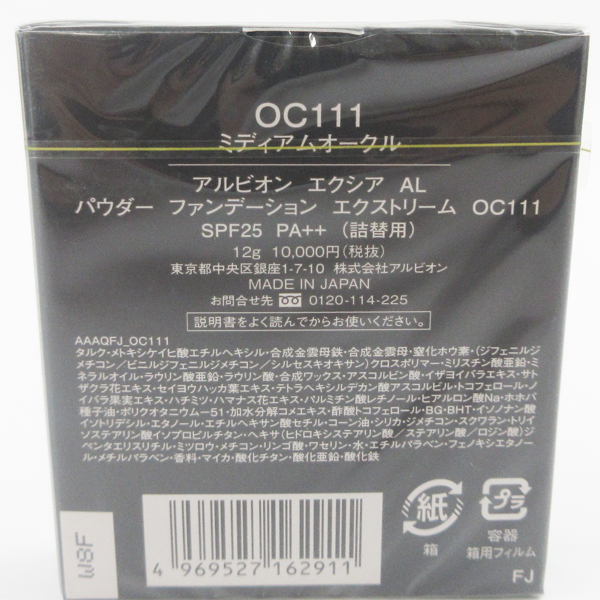 OC111
ミディアムオークル
アルビオン エクシア AL
パウダー ファンデーション エクストリーム OC111
SPF25 PA++ （詰替用）
12g 10,000円(税抜)
東京都中央区銀座1-7-10 株式会社アルビオン
MADE IN JAPAN
お問合せ先 0120-114-225
説明書をよく読んでからお使いください。
AAAQFJ_OC111
タルク・メトキシケイヒ酸エチルヘキシル・合成金雲母鉄・合成金雲母・窒化ホウ素・(ジフェニルジ
メチコン／ビニルジフェニルジメチコン／シルセスキオキサン)クロスポリマー・ミリスチン酸亜鉛・ミ
ネラルオイル・ラウリン酸亜鉛・ラウリン酸・合成ワックス・アスコルビン酸・イザヨイバラエキス・サト
ザクラ花エキス・セイヨウハッカ葉エキス・テトラヘキシルデカン酸アスコルビル・トコフェロール・ノ
イバラ果実エキス・ハチミツ・ハマナス花エキス・パルミチン酸レチノール・ヒアルロン酸Na・ホホバ
種子油・ポリクオタニウム－51・加水分解コメエキス・酢酸トコフェロール・BG・BHT・イソノナン酸
イソトリデシル・エタノール・エチルヘキサン酸セチル・コーン油・シリカ・ジメチコン・スクワラン・トリイ
ソステアリン酸イソプロピルチタン・ヘキサ(ヒドロキシステアリン酸／ステアリン酸／ロジン酸)ジ
ペンタエリスリチル・ミツロウ・メチコン・リンゴ酸・ワセリン・水・エチルパラベン・フェノキシエタノ
ール・メチルパラベン・香料・マイカ・酸化チタン・酸化亜鉛・酸化鉄
W8F
4 969527 162911
紙
箱
プラ
容器
箱用フィルム
FJ